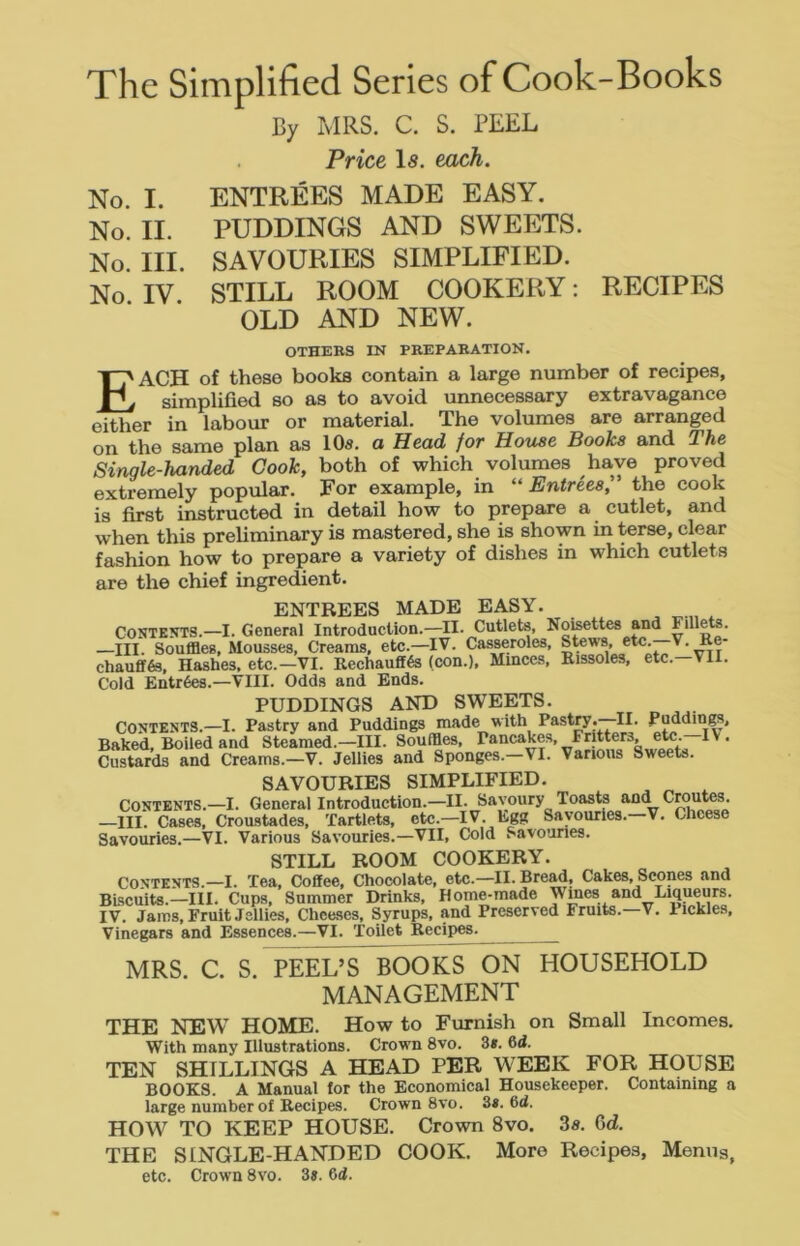 The Simplified Series of Cook-Books
By MRS. C. S. PEEL
Price 1s. each.
No. I. ENTRÉES MADE EASY.
No. II. PUDDINGS AND SWEETS.
No. III. SAVOURIES SIMPLIFIED.
No. IV. STILL ROOM COOKERY: RECIPES
OLD AND NEW.
OTHERS IN PREPARATION.
EACH of these books contain a large number of recipes,
simplified so as to avoid unnecessary extravagance
either in labour or material. The volumes are arranged
on the same plan as 10s. a Head for House Books and The
Single-handed Cook, both of which volumes have proved
extremely popular. For example, in “Entrées,” the cook
is first instructed in detail how to prepare a cutlet, and
when this preliminary is mastered, she is shown in terse, clear
fashion how to prepare a variety of dishes in which cutlets
are the chief ingredient.
ENTREES MADE EASY.
CONTENTS.—I. General Introduction.—II. Cutlets, Noisettes and Fillets.
—III. Souffles, Mousses, Creams, etc.—IV. Casseroles, Stews, etc.—V. Re-
chauffés, Hashes, etc.—VI. Rechauffés (con.), Minces, Rissoles, etc.—VII.
Cold Entrées.—VIII. Odds and Ends.
PUDDINGS AND SWEETS.
CONTENTS.—I. Pastry and Puddings made with Pastry.—II. Puddings,
Baked, Boiled and Steamed.—III. Souffles, Pancakes, Fritters, etc.—IV.
Custards and Creams.—V. Jellies and Sponges.—VI. Various Sweets.
SAVOURIES SIMPLIFIED.
CONTENTS.—I. General Introduction.—II. Savoury Toasts and Croutes.
—III. Cases, Croustades, Tartlets, etc.—IV. Egg Savouries.—V. Cheese
Savouries.—VI. Various Savouries.—VII, Cold Savouries.
STILL ROOM COOKERY.
CONTENTS.—I. Tea, Coffee, Chocolate, etc.—II. Bread, Cakes, Scones and
Biscuits.—III. Cups, Summer Drinks, Home-made Wines and Liqueurs.
IV. Jams, Fruit Jellies, Cheeses, Syrups, and Preserved Fruits.—V. Pickles,
Vinegars and Essences.—VI. Toilet Recipes.
MRS. C. S. PEEL’S BOOKS ON HOUSEHOLD
MANAGEMENT
THE NEW HOME. How to Furnish on Small Incomes.
With many Illustrations. Crown 8vo. 3s. 6d.
TEN SHILLINGS A HEAD PER WEEK FOR HOUSE
BOOKS. A Manual for the Economical Housekeeper. Containing a
large number of Recipes. Crown 8vo. 3s. 6d.
HOW TO KEEP HOUSE. Crown 8vo. 3s. 6d.
THE SINGLE-HANDED COOK. More Recipes, Menus,
etc. Crown 8vo. 3s. 6d.